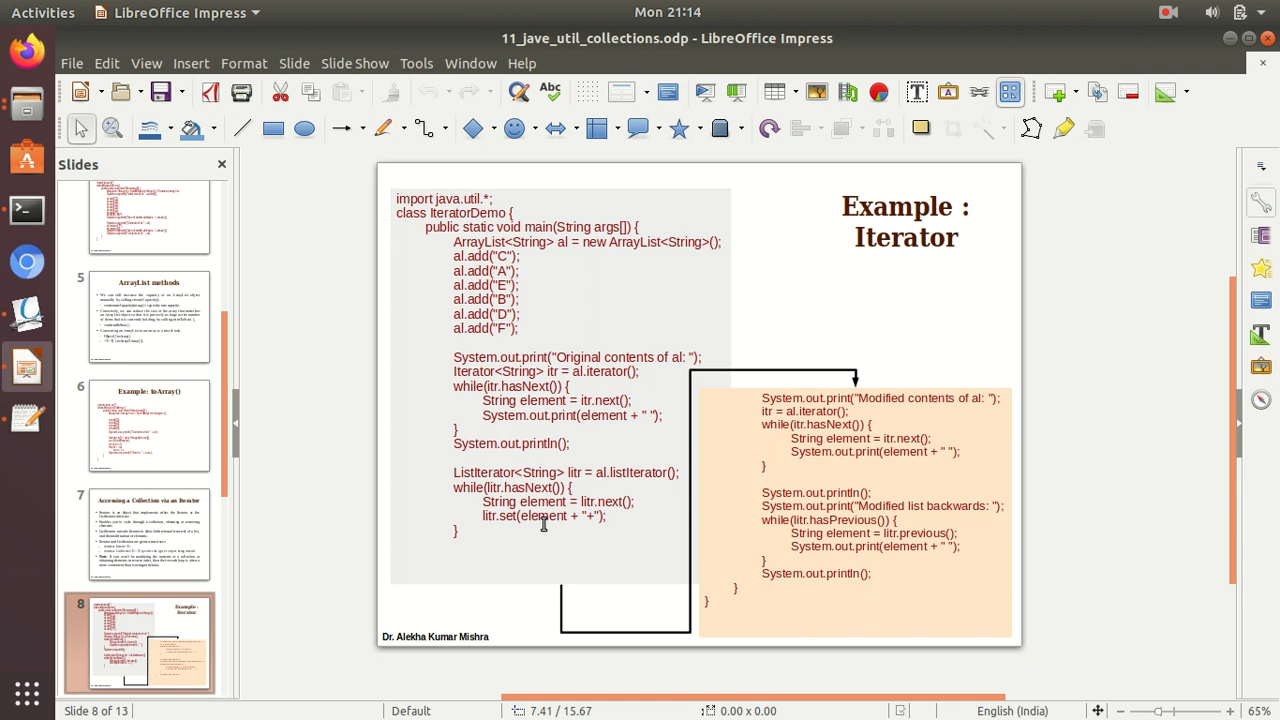 Activities LibreOffice Impress Mon 21:14
11_jave_util_collections.odp - LibreOffice Impress
File Edit View Insert Format Slide Slide Show Tools Window Help
Abc
Slides
5
ArrayList methods
6
Example: toArray()
7
Accessing a Collection via an Iterator
8
Example :
Iterator
import java.util.*;
class IteratorDemo {
public static void main(String args[]) {
ArrayList<String> al = new ArrayList<String>();
al.add("C");
al.add("A");
al.add("E");
al.add("B");
al.add("D");
al.add("F");
System.out.print("Original contents of al: ");
Iterator<String> itr = al.iterator();
while(itr.hasNext()) {
String element = itr.next();
System.out.print(element + " ");
}
System.out.println();
ListIterator<String> litr = al.listIterator();
while(litr.hasNext()) {
String element = litr.next();
litr.set(element + "+");
}
Example :
Iterator
System.out.print("Modified contents of al: ");
itr = al.iterator();
while(itr.hasNext()) {
String element = itr.next();
System.out.print(element + " ");
}
System.out.println();
System.out.print("Modified list backwards: ");
while(litr.hasPrevious()) {
String element = litr.previous();
System.out.print(element + " ");
}
System.out.println();
}
}
Dr. Alekha Kumar Mishra
Slide 8 of 13 Default 7.41 / 15.67 0.00 x 0.00 English (India) 65%